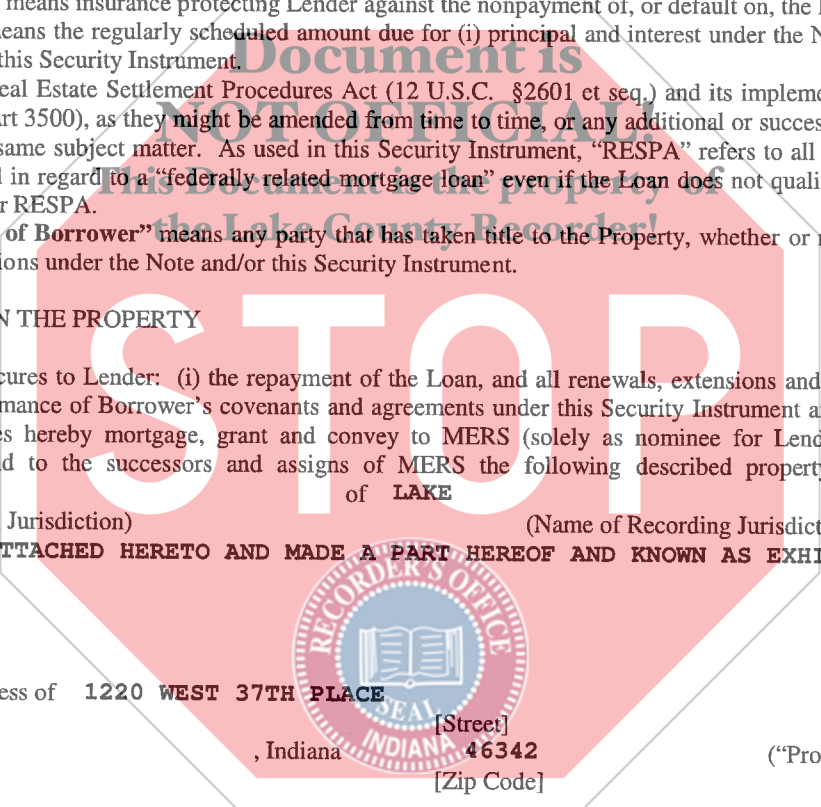 means insurance protecting Lender against the nonpayment of, or default on, the
eans the regularly scheduled amount due for (i) principal and interest under the N
this Security Instrument.
Document is
eal Estate Settlement Procedures Act (12 U.S.C. §2601 et seq.) and its impleme
NOT OFFICIAL!
art 3500), as they might be amended from time to time, or any additional or succes
same subject matter. As used in this Security Instrument, “RESPA” refers to all
in regard to a “federally related mortgage loan” even if the Loan does not quali
This Document is the property of
r RESPA.
the Lake County Recorder!
of Borrower” means any party that has taken title to the Property, whether or
ions under the Note and/or this Security Instrument.
N THE PROPERTY
STOP
cures to Lender: (i) the repayment of the Loan, and all renewals, extensions and
mance of Borrower’s covenants and agreements under this Security Instrument a
es hereby mortgage, grant and convey to MERS (solely as nominee for Lend
d to the successors and assigns of MERS the following described property
of LAKE
Jurisdiction) (Name of Recording Jurisdict
TTACHED HERETO AND MADE A PART HEREOF AND KNOWN AS EXHI
RECORDER'S OFFICE
ess of 1220 WEST 37TH PLACE
SEAL
[Street]
INDIANA
, Indiana 46342 (“Pro
[Zip Code]